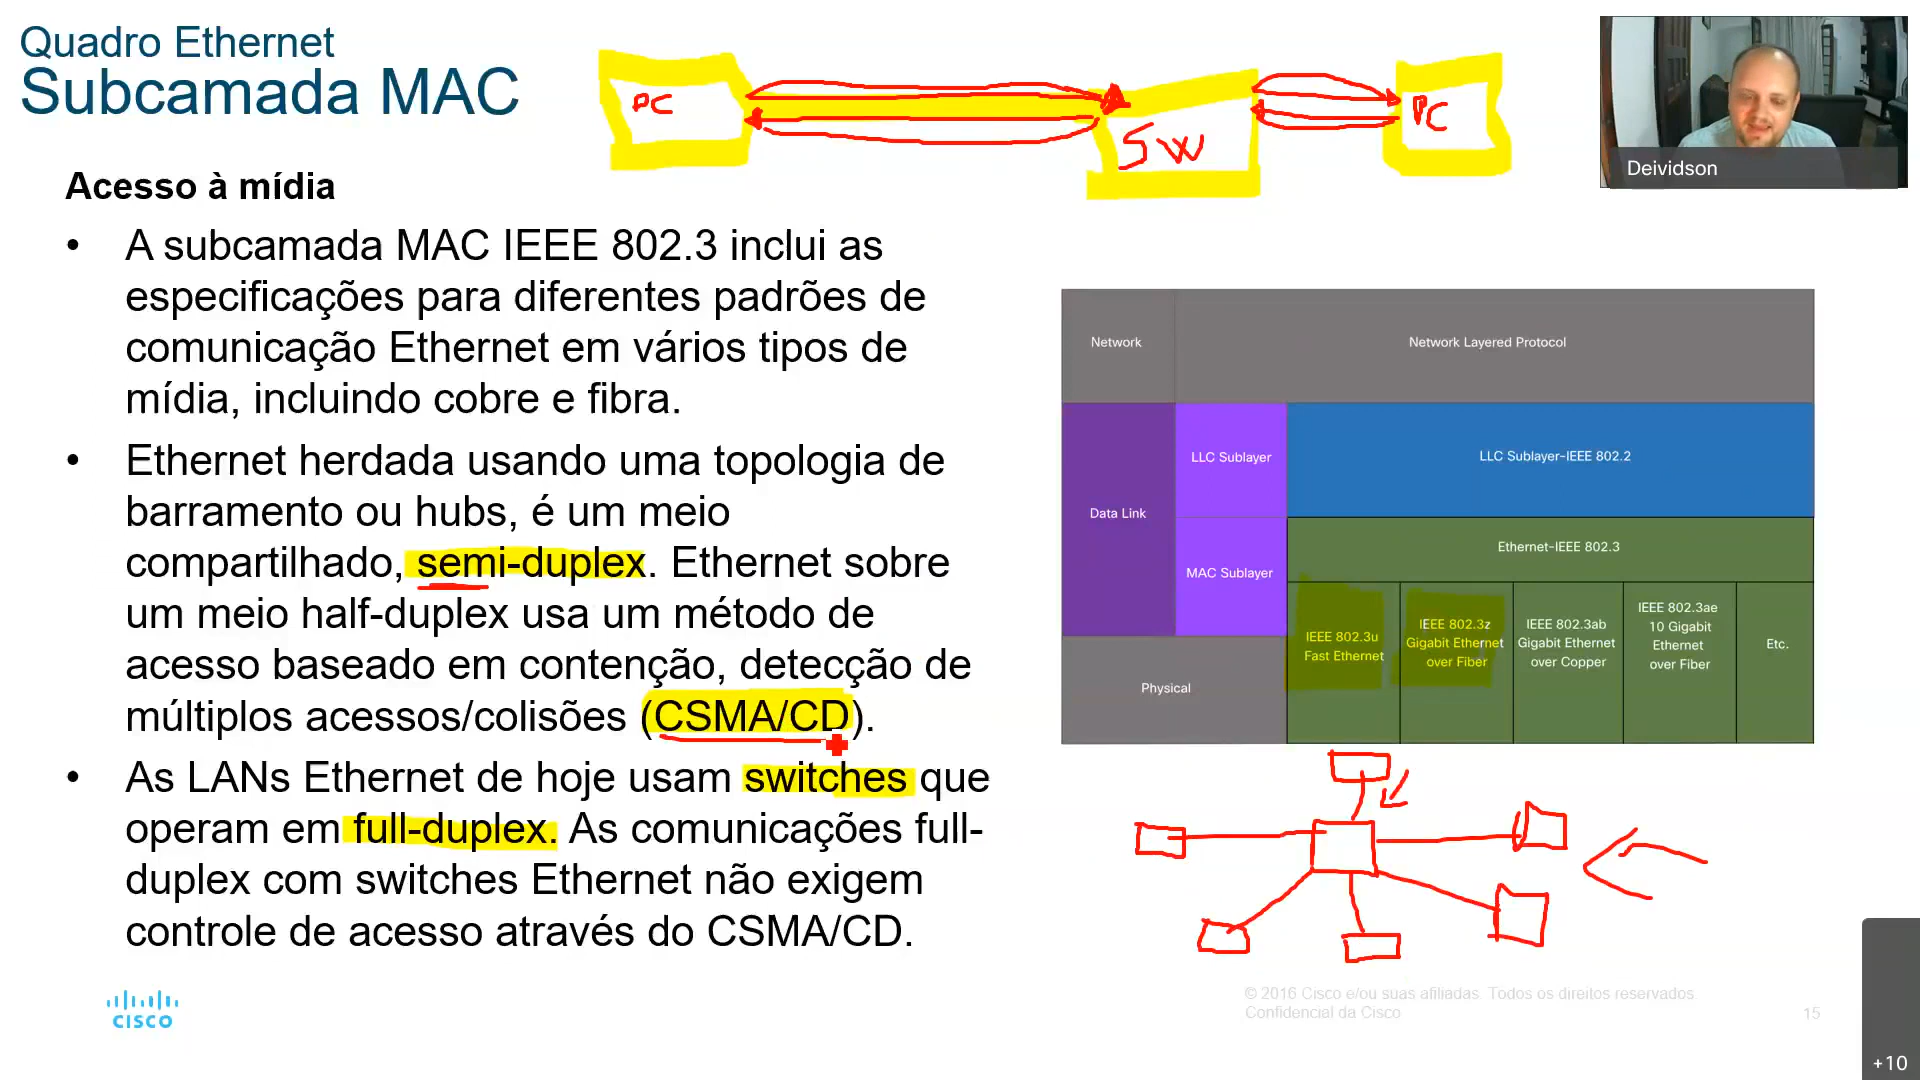 Quadro Ethernet
Subcamada MAC
PC
SW
PC
Deividson
Acesso à mídia
• A subcamada MAC IEEE 802.3 inclui as
especificações para diferentes padrões de
comunicação Ethernet em vários tipos de
mídia, incluindo cobre e fibra.
• Ethernet herdada usando uma topologia de
barramento ou hubs, é um meio
compartilhado, semi-duplex. Ethernet sobre
um meio half-duplex usa um método de
acesso baseado em contenção, detecção de
múltiplos acessos/colisões (CSMA/CD).
• As LANs Ethernet de hoje usam switches que
operam em full-duplex. As comunicações full-
duplex com switches Ethernet não exigem
controle de acesso através do CSMA/CD.
Network
Network Layered Protocol
Data Link
LLC Sublayer
LLC Sublayer-IEEE 802.2
MAC Sublayer
Ethernet-IEEE 802.3
Physical
IEEE 802.3u
Fast Ethernet
IEEE 802.3z
Gigabit Ethernet
over Fiber
IEEE 802.3ab
Gigabit Ethernet
over Copper
IEEE 802.3ae
10 Gigabit
Ethernet
over Fiber
Etc.
CISCO
© 2016 Cisco e/ou suas afiliadas. Todos os direitos reservados.
Confidencial da Cisco
15
+10